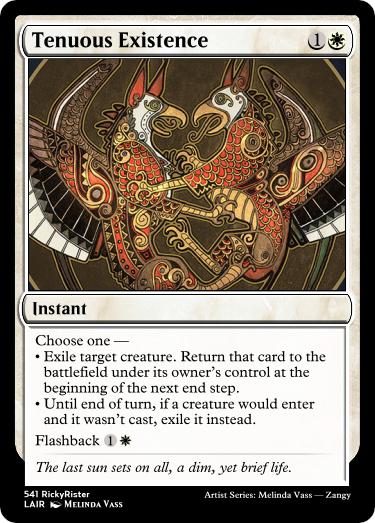 Tenuous Existence 1
Instant
Choose one —
• Exile target creature. Return that card to the
battlefield under its owner's control at the
beginning of the next end step.
• Until end of turn, if a creature would enter
and it wasn't cast, exile it instead.
Flashback 1
The last sun sets on all, a dim, yet brief life.
541 RickyRister
LAIR Melinda Vass
Artist Series: Melinda Vass — Zangy